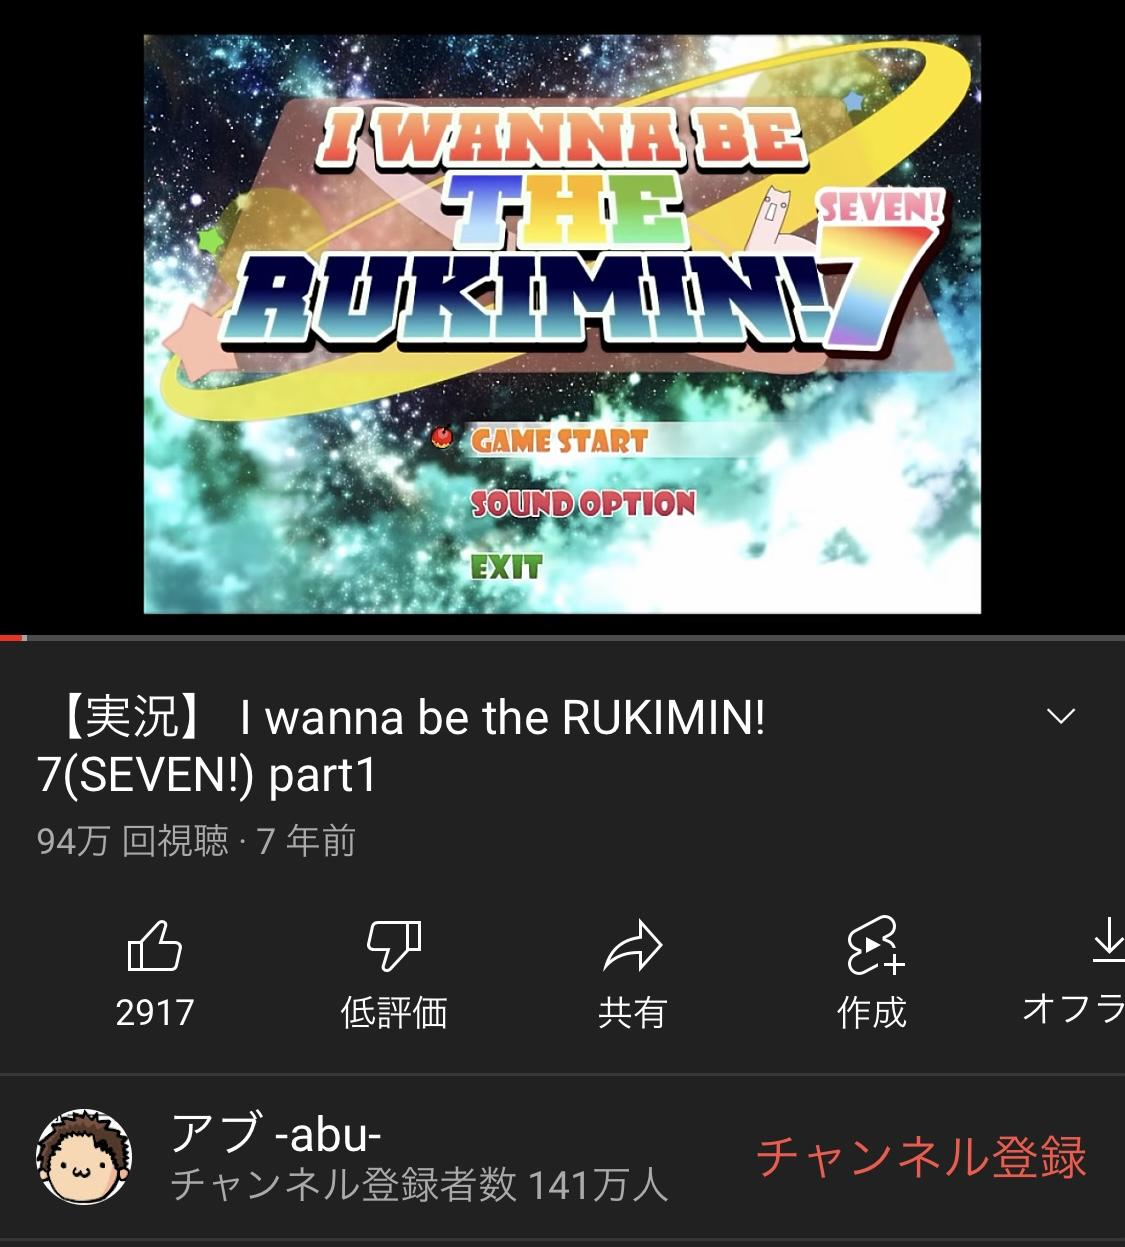 I WANNA BE
THE
RUKIMIN!
SEVEN!
7
GAME START
SOUND OPTION
EXIT
【実況】 I wanna be the RUKIMIN!
7(SEVEN!) part1
94万 回視聴 · 7 年前
2917
低評価
共有
作成
オフラ
アブ -abu-
チャンネル登録者数 141万人
チャンネル登録